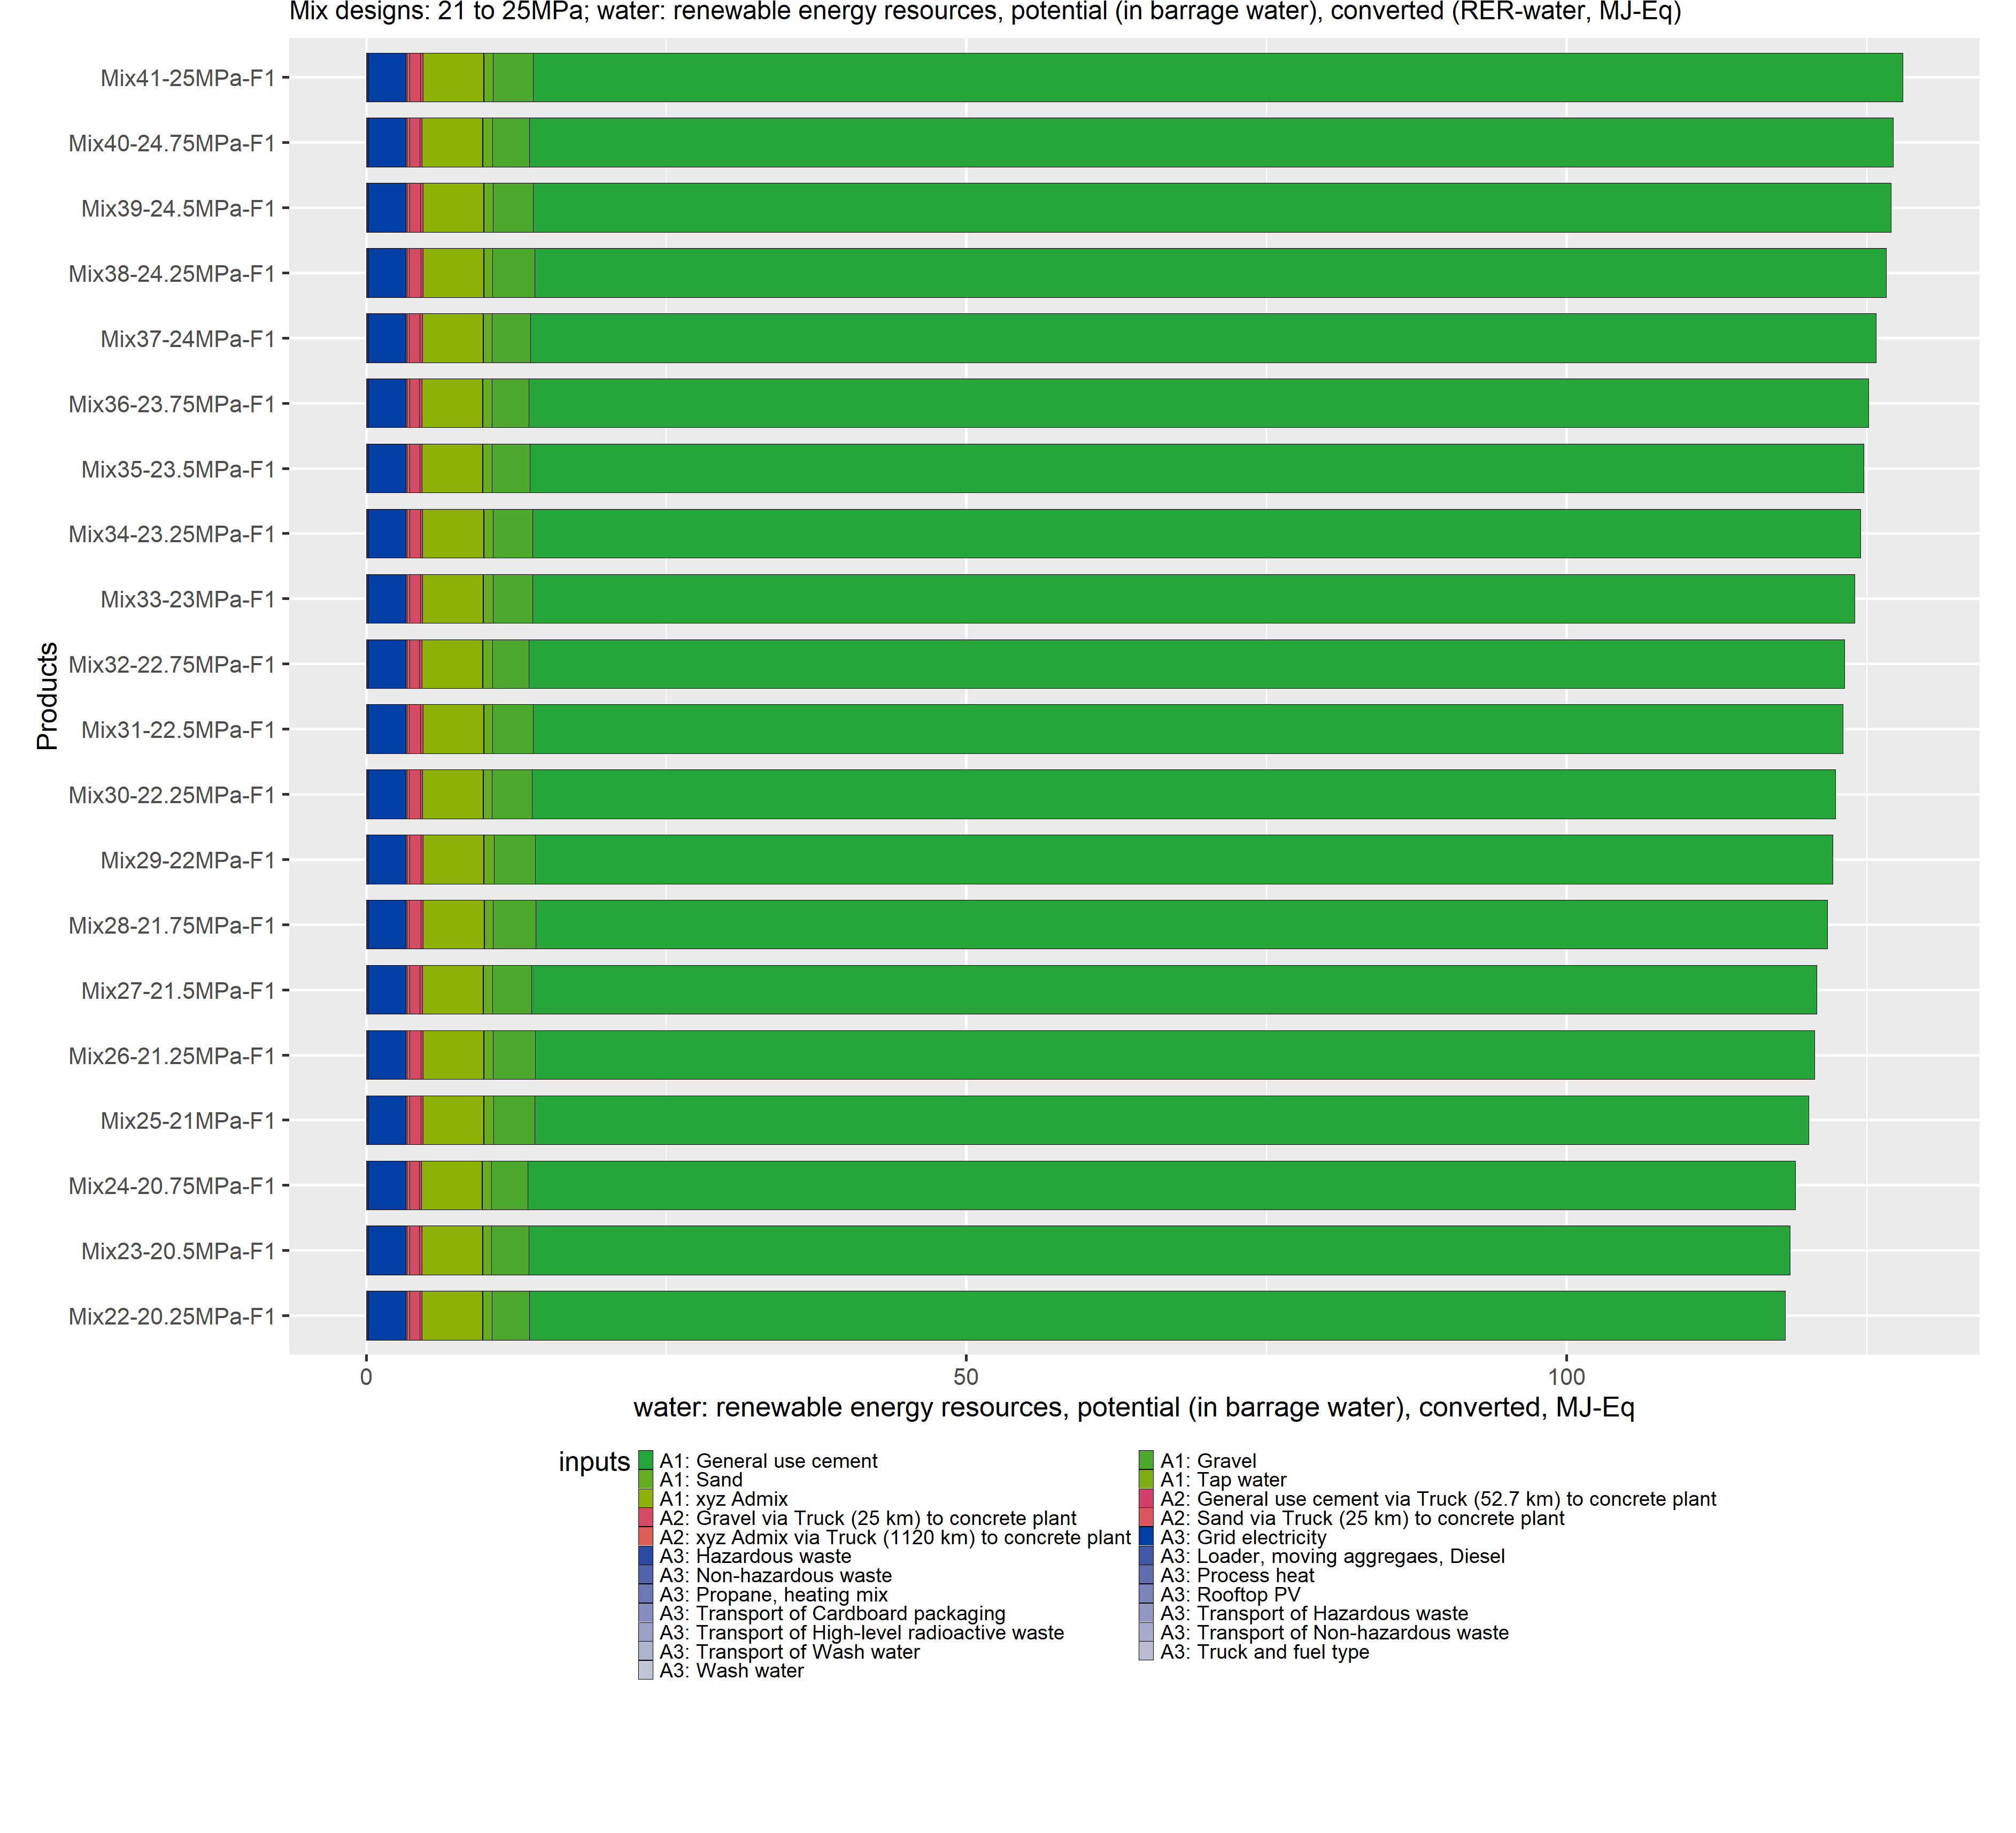 Mix designs: 21 to 25MPa; water: renewable energy resources, potential (in barrage water), converted (RER-water, MJ-Eq)
Mix41-25MPa-F1
Mix40-24.75MPa-F1
Mix39-24.5MPa-F1
Mix38-24.25MPa-F1
Mix37-24MPa-F1
Mix36-23.75MPa-F1
Mix35-23.5MPa-F1
Mix34-23.25MPa-F1
Mix33-23MPa-F1
Mix32-22.75MPa-F1
Mix31-22.5MPa-F1
Mix30-22.25MPa-F1
Mix29-22MPa-F1
Mix28-21.75MPa-F1
Mix27-21.5MPa-F1
Mix26-21.25MPa-F1
Mix25-21MPa-F1
Mix24-20.75MPa-F1
Mix23-20.5MPa-F1
Mix22-20.25MPa-F1
Products
0 50 100
water: renewable energy resources, potential (in barrage water), converted, MJ-Eq
inputs
A1: General use cement
A1: Gravel
A1: Sand
A1: Tap water
A1: xyz Admix
A2: General use cement via Truck (52.7 km) to concrete plant
A2: Gravel via Truck (25 km) to concrete plant
A2: Sand via Truck (25 km) to concrete plant
A2: xyz Admix via Truck (1120 km) to concrete plant
A3: Grid electricity
A3: Hazardous waste
A3: Loader, moving aggregaes, Diesel
A3: Non-hazardous waste
A3: Process heat
A3: Propane, heating mix
A3: Rooftop PV
A3: Transport of Cardboard packaging
A3: Transport of Hazardous waste
A3: Transport of High-level radioactive waste
A3: Transport of Non-hazardous waste
A3: Transport of Wash water
A3: Truck and fuel type
A3: Wash water